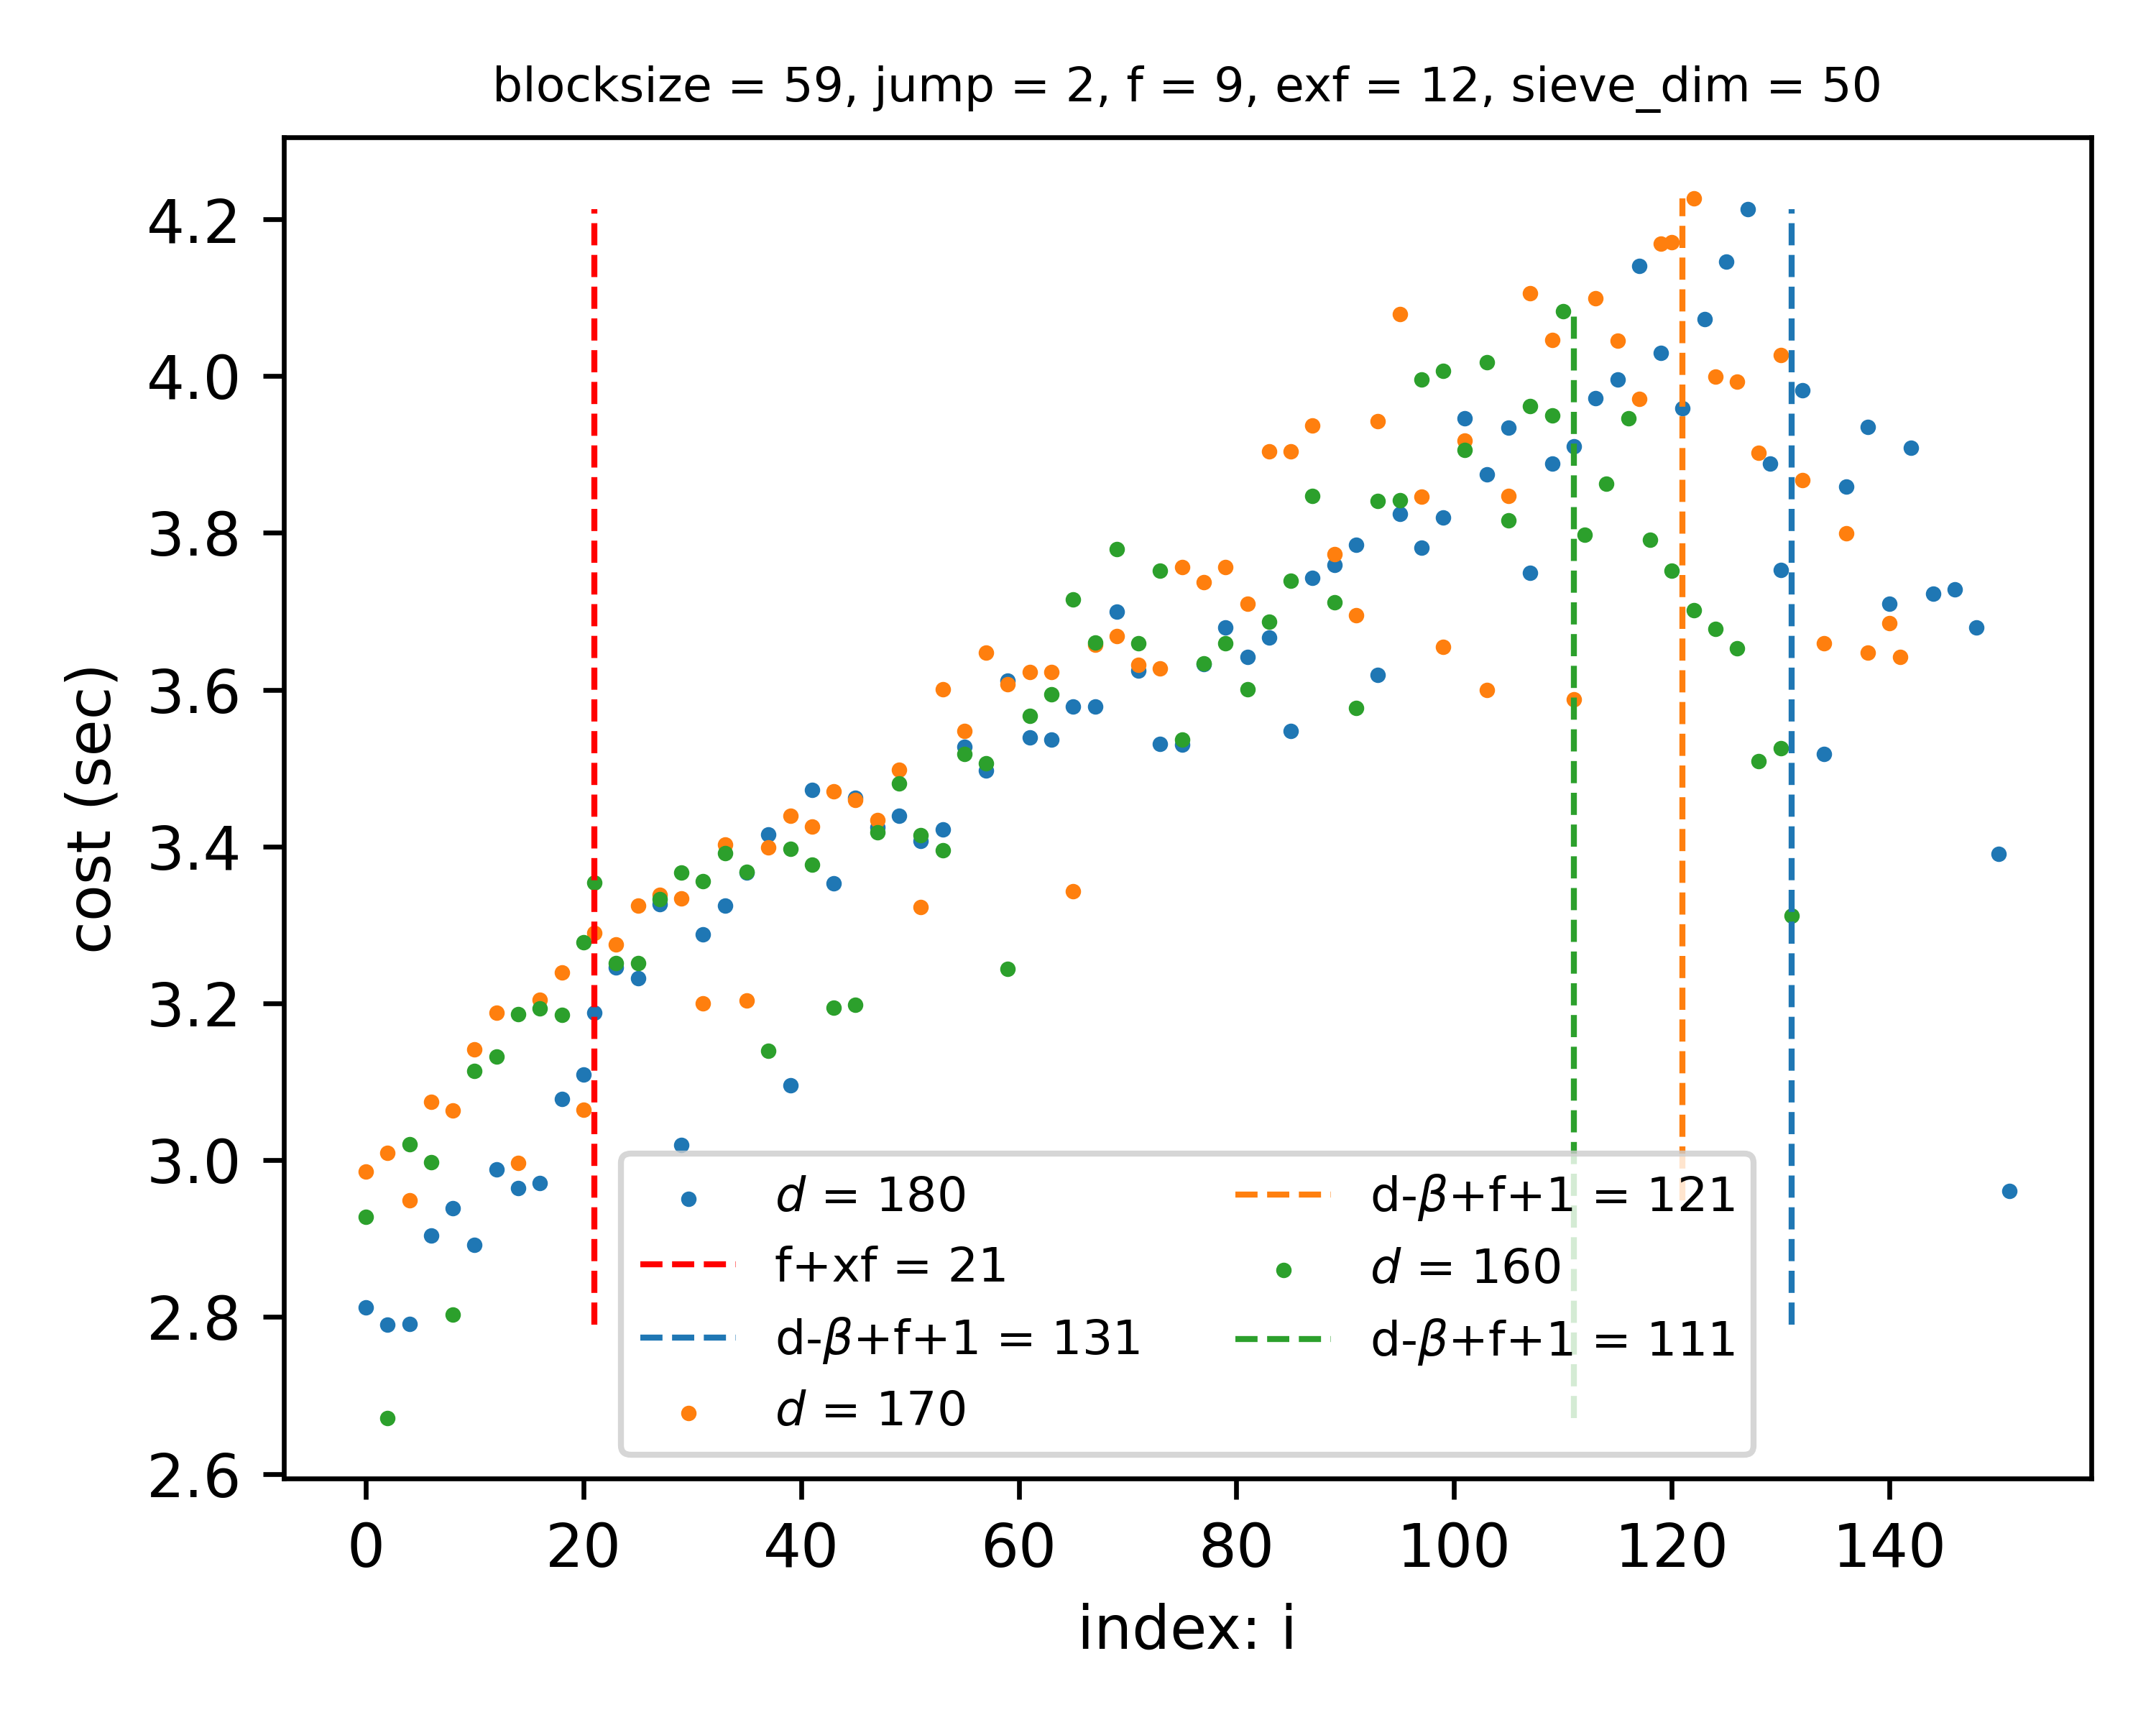 blocksize = 59, jump = 2, f = 9, exf = 12, sieve_dim = 50
cost (sec)
4.2
4.0
3.8
3.6
3.4
3.2
3.0
2.8
2.6
d = 180
f+xf = 21
d-β+f+1 = 131
d = 170
d-β+f+1 = 121
d = 160
d-β+f+1 = 111
0 20 40 60 80 100 120 140
index: i